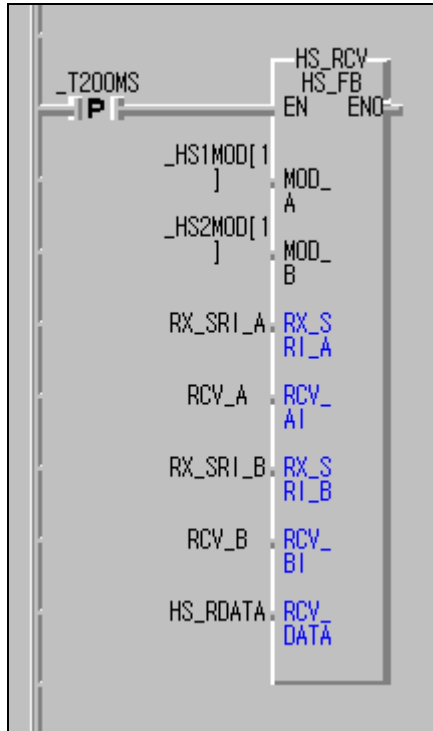 HS_RCV
_T200MS HS_FB
P EN ENO
_HS1MOD[1
] MOD_
A
_HS2MOD[1
] MOD_
B
RX_SRI_A RX_S
RI_A
RCV_A RCV_
AI
RX_SRI_B RX_S
RI_B
RCV_B RCV_
BI
HS_RDATA RCV_
DATA